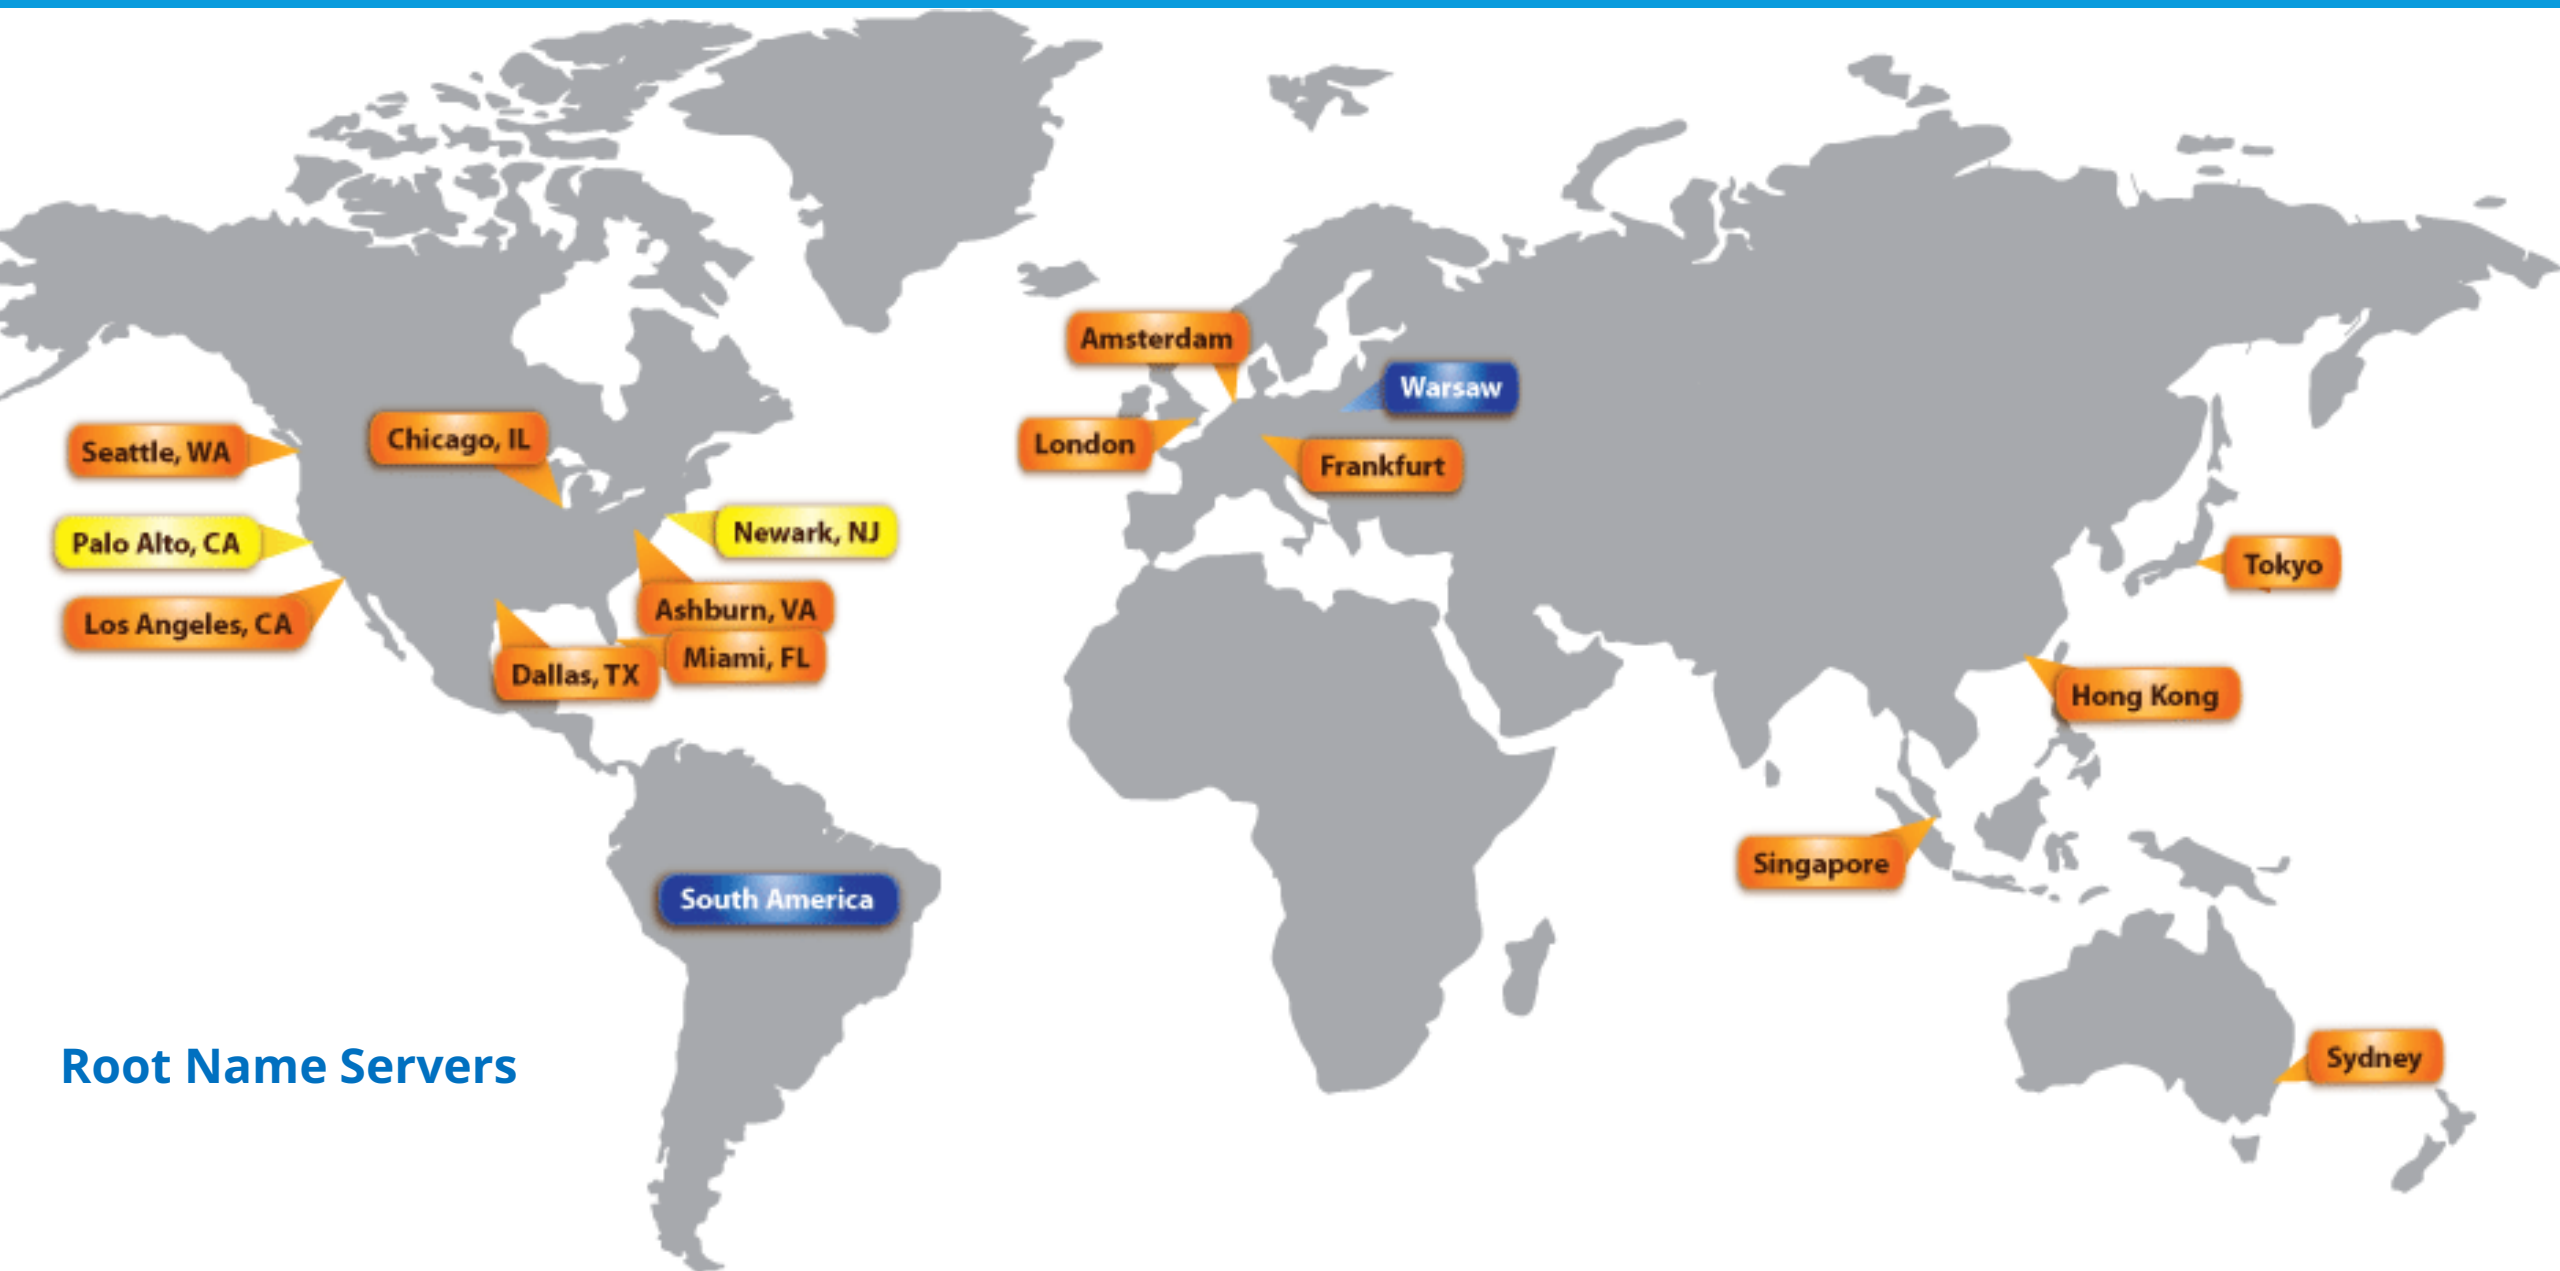 Amsterdam
Warsaw
Seattle, WA
Chicago, IL
London
Frankfurt
Palo Alto, CA
Newark, NJ
Tokyo
Los Angeles, CA
Ashburn, VA
Dallas, TX
Miami, FL
Hong Kong
Singapore
South America
Root Name Servers
Sydney